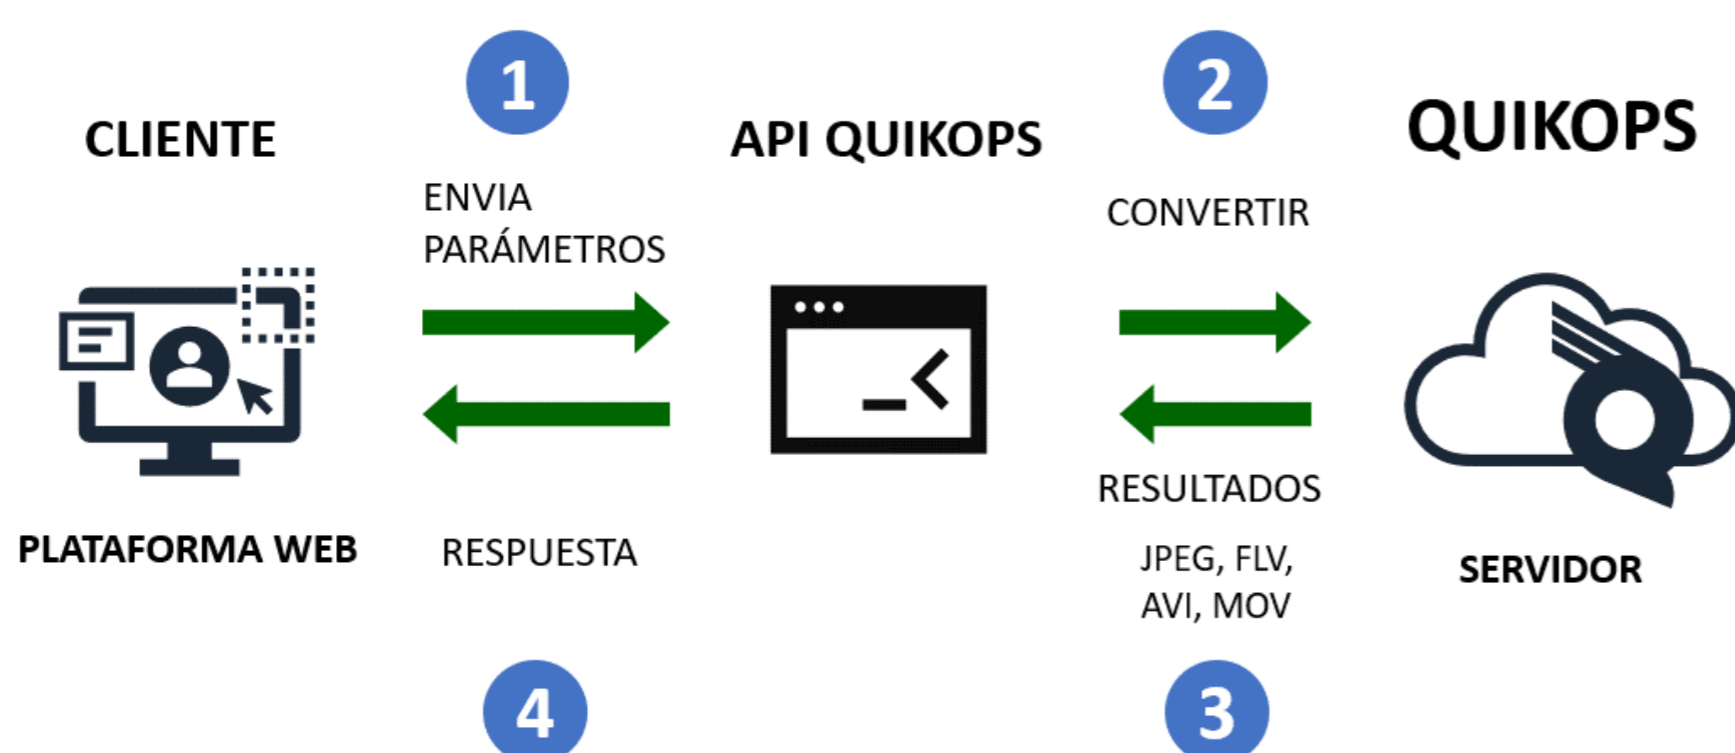 1
2
CLIENTE
API QUIKOPS
QUIKOPS
ENVIA
PARÁMETROS
CONVERTIR
RESULTADOS
PLATAFORMA WEB
RESPUESTA
JPEG, FLV,
AVI, MOV
SERVIDOR
4
3